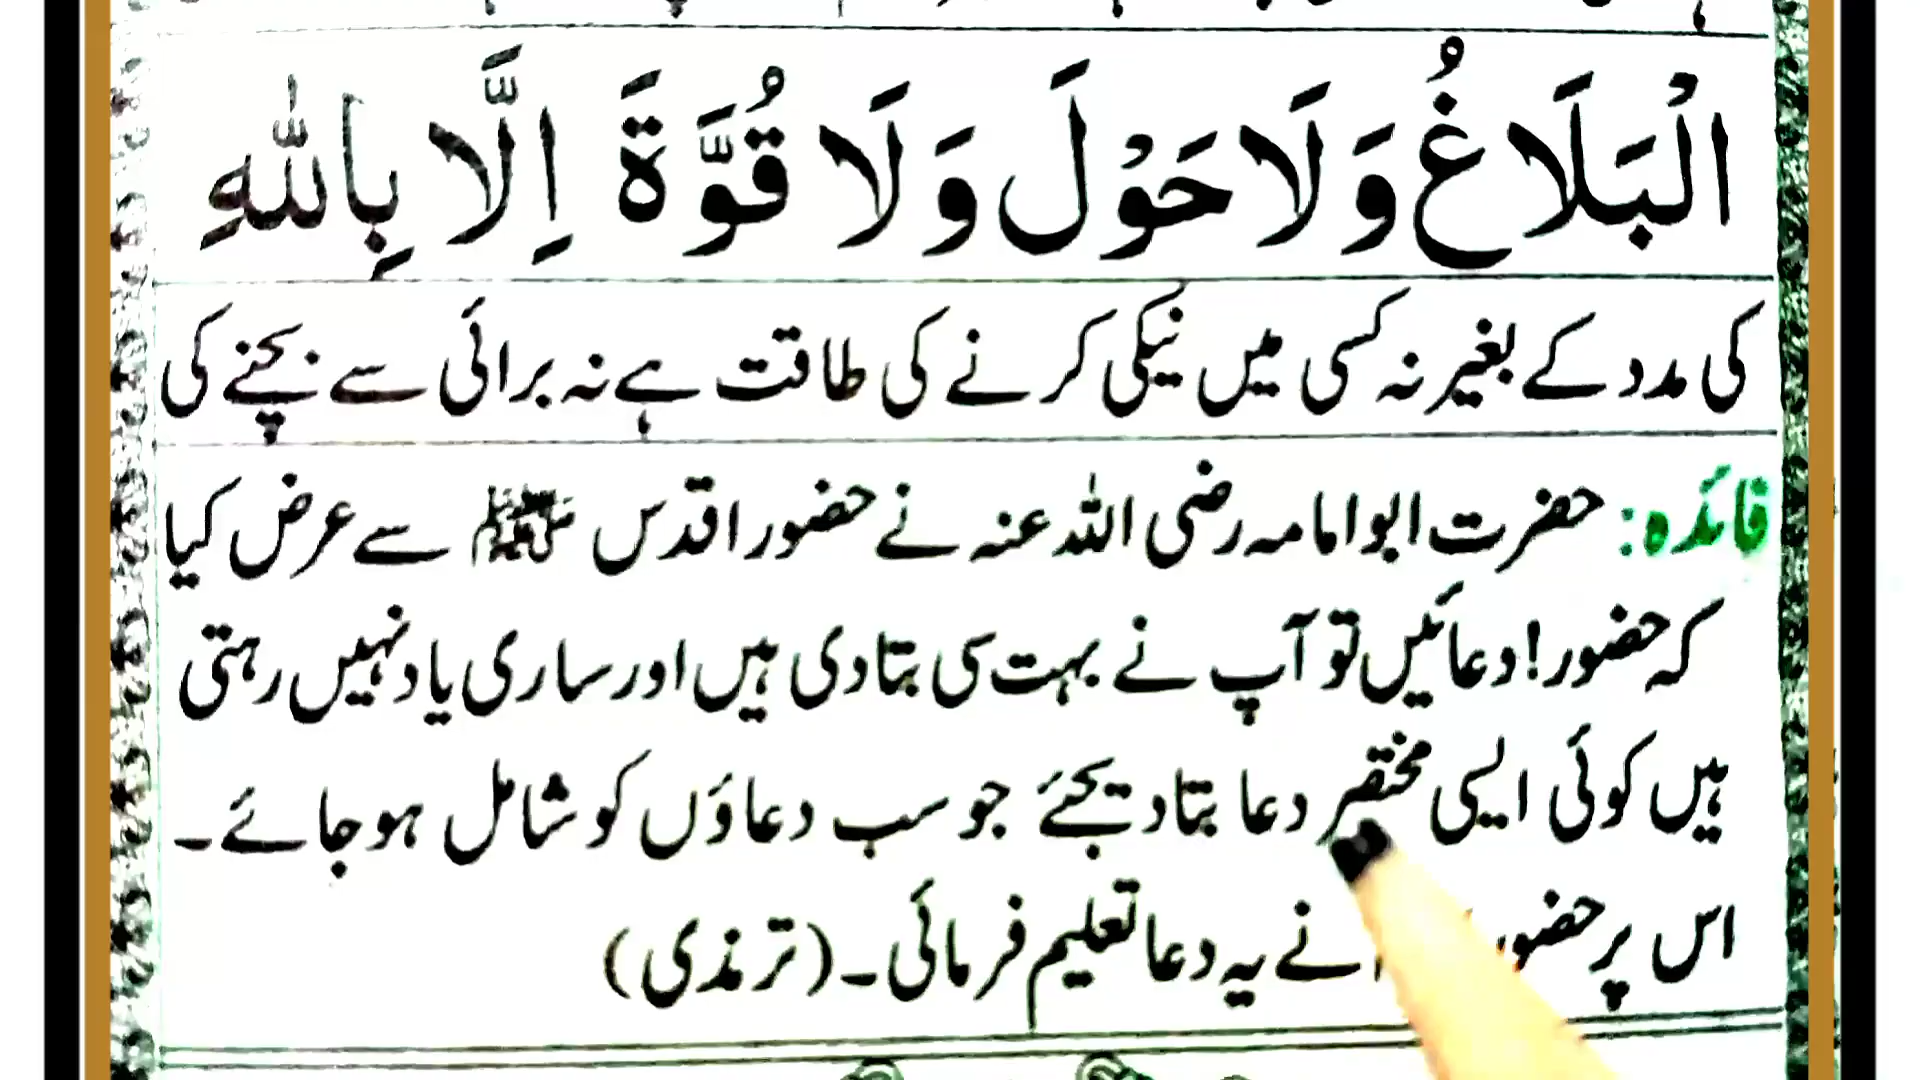 الْبَلَاغُ وَلَا حَوْلَ وَلَا قُوَّةَ اِلَّا بِاللّٰهِ
کی مدد کے بغیر نہ کسی میں نیکی کرنے کی طاقت ہے نہ برائی سے بچنے کی
فائدہ: حضرت ابوامامہ رضی اللہ عنہ نے حضور اقدس ﷺ سے عرض کیا
کہ حضور! دعائیں تو آپ نے بہت سی بتادی ہیں اور ساری یاد نہیں رہتی
ہیں کوئی ایسی مختصر دعا بتادیجئے جو سب دعاؤں کو شامل ہوجائے۔
اس پر حضور نے یہ دعا تعلیم فرمائی۔ (ترمذی)